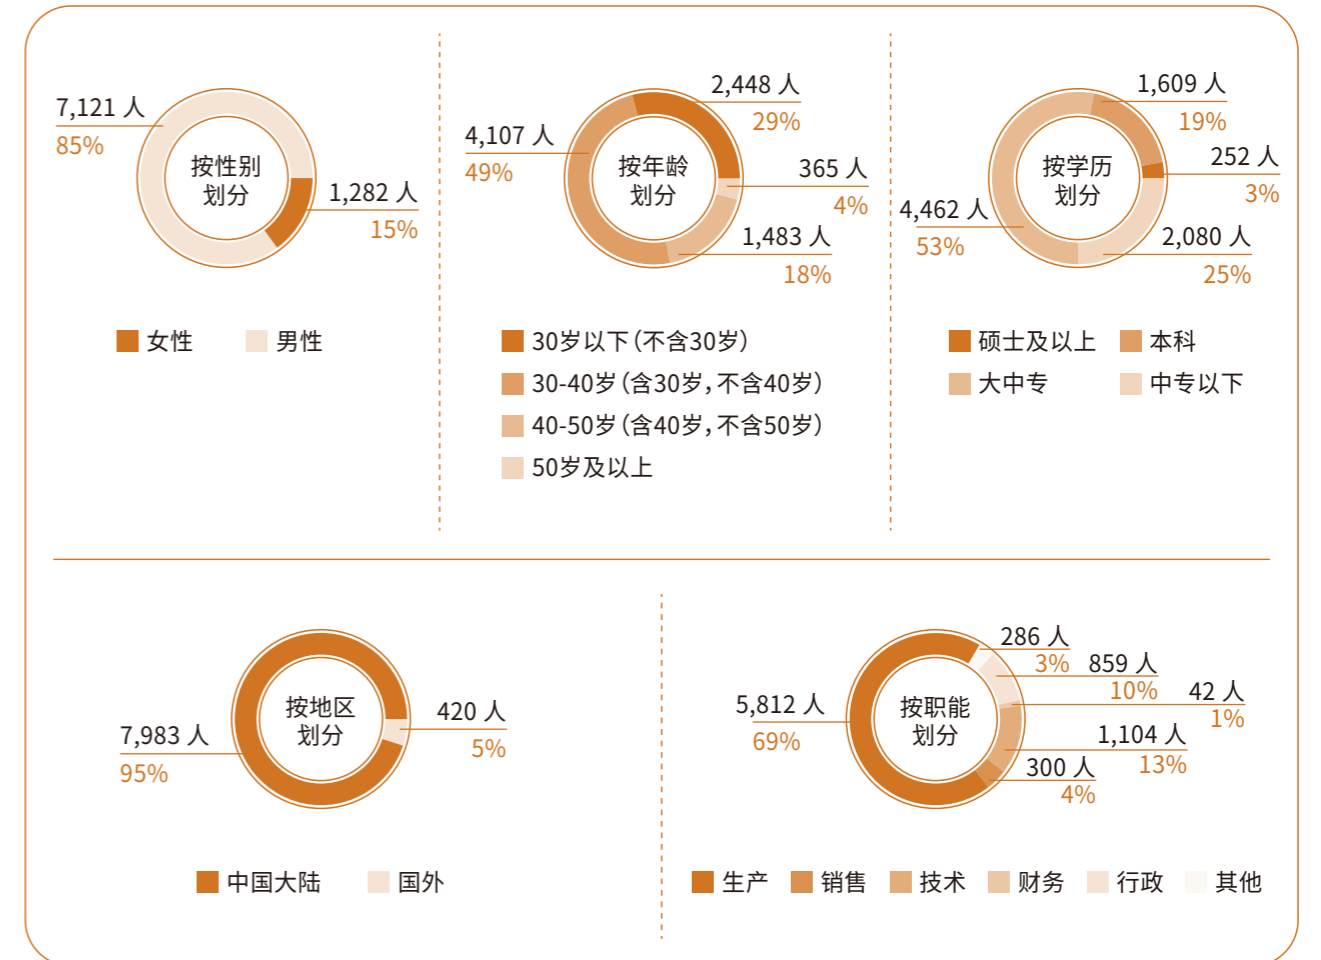 7,121 人
85%
按性别
划分
1,282 人
15%
女性
男性
2,448 人
29%
4,107 人
49%
按年龄
划分
365 人
4%
1,483 人
18%
30岁以下（不含30岁）
30-40岁（含30岁，不含40岁）
40-50岁（含40岁，不含50岁）
50岁及以上
1,609 人
19%
按学历
划分
252 人
3%
4,462 人
53%
2,080 人
25%
硕士及以上
本科
大中专
中专以下
按地区
划分
420 人
5%
7,983 人
95%
中国大陆
国外
286 人
3%
859 人
10%
42 人
1%
5,812 人
69%
按职能
划分
1,104 人
13%
300 人
4%
生产
销售
技术
财务
行政
其他